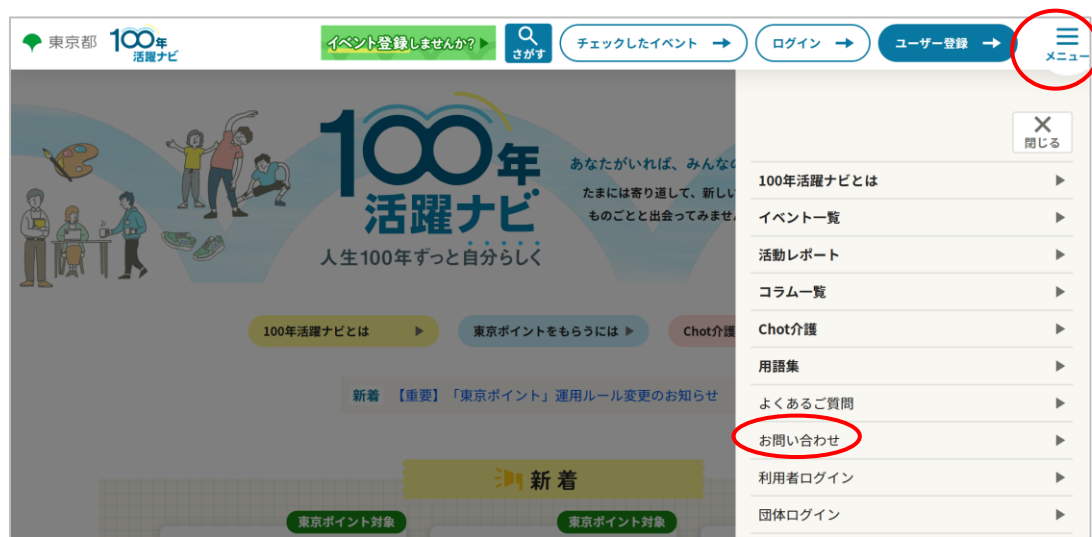 東京都 100年活躍ナビ イベント登録しませんか?▶ さがす チェックしたイベント → ログイン → ユーザー登録 → メニュー
閉じる
100年
活躍ナビ
人生100年ずっと自分らしく
あなたがいれば、みんなの
たまには寄り道して、新しい
ものごとと出会ってみませ
100年活躍ナビとは ▶
東京ポイントをもらうには ▶
Chot介護
新着 【重要】「東京ポイント」運用ルール変更のお知らせ
新着
東京ポイント対象
東京ポイント対象
100年活躍ナビとは ▶
イベント一覧 ▶
活動レポート ▶
コラム一覧 ▶
Chot介護 ▶
用語集 ▶
よくあるご質問 ▶
お問い合わせ ▶
利用者ログイン ▶
団体ログイン ▶